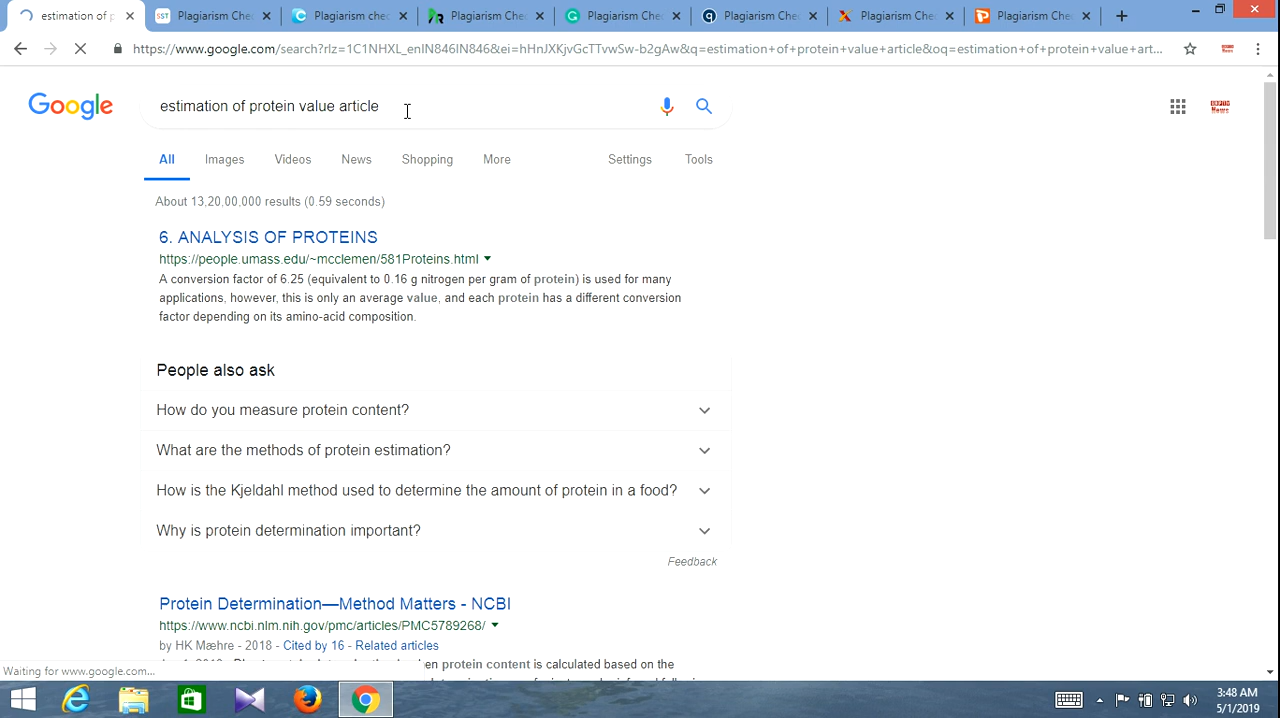 estimation of p
Plagiarism Chec
Plagiarism article
Plagiarism Chec
Plagiarism Chec
Plagiarism Chec
Plagiarism Chec
Plagiarism Chec
https://www.google.com/search?rlz=1C1NHXL_enIN846IN846&ei=hHnJXKjvGcTTvwSw-b2gAw&q=estimation+of+protein+value+article&oq=estimation+of+protein+value+art...
Google
estimation of protein value article
All Images Videos News Shopping More Settings Tools
About 13,20,00,000 results (0.59 seconds)
6. ANALYSIS OF PROTEINS
https://people.umass.edu/~mcclemen/581Proteins.html
A conversion factor of 6.25 (equivalent to 0.16 g nitrogen per gram of protein) is used for many
applications, however, this is only an average value, and each protein has a different conversion
factor depending on its amino-acid composition.
People also ask
How do you measure protein content?
What are the methods of protein estimation?
How is the Kjeldahl method used to determine the amount of protein in a food?
Why is protein determination important?
Feedback
Protein Determination—Method Matters - NCBI
https://www.ncbi.nlm.nih.gov/pmc/articles/PMC5789268/
by HK Mæhre - 2018 - Cited by 16 - Related articles
protein content is calculated based on the
Waiting for www.google.com...
3:48 AM
5/1/2019